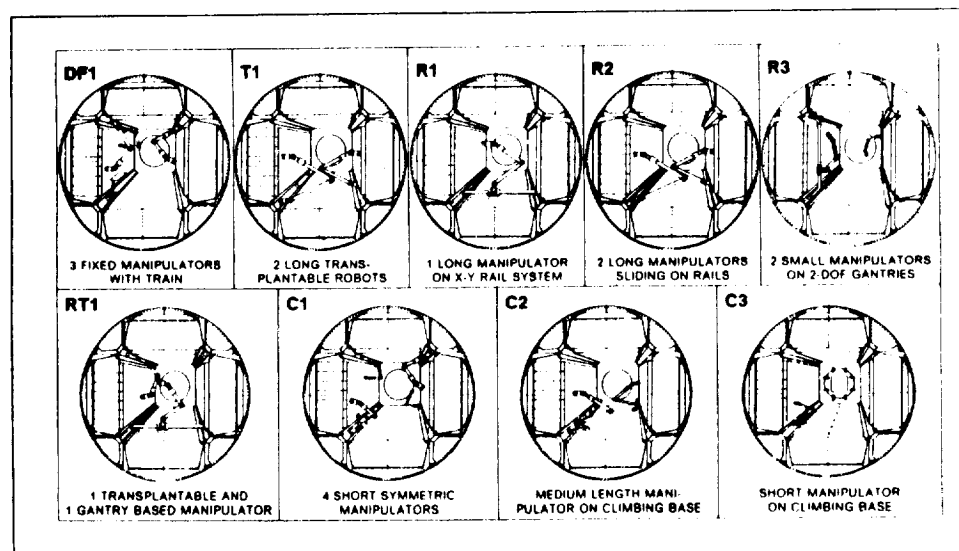 DF1
T1
R1
R2
R3
3 FIXED MANIPULATORS
WITH TRAIN
2 LONG TRANS-
PLANTABLE ROBOTS
1 LONG MANIPULATOR
ON X-Y RAIL SYSTEM
2 LONG MANIPULATORS
SLIDING ON RAILS
2 SMALL MANIPULATORS
ON 2-DOF GANTRIES
RT1
C1
C2
C3
1 TRANSPLANTABLE AND
1 GANTRY BASED MANIPULATOR
4 SHORT SYMMETRIC
MANIPULATORS
MEDIUM LENGTH MANI-
PULATOR ON CLIMBING BASE
SHORT MANIPULATOR
ON CLIMBING BASE